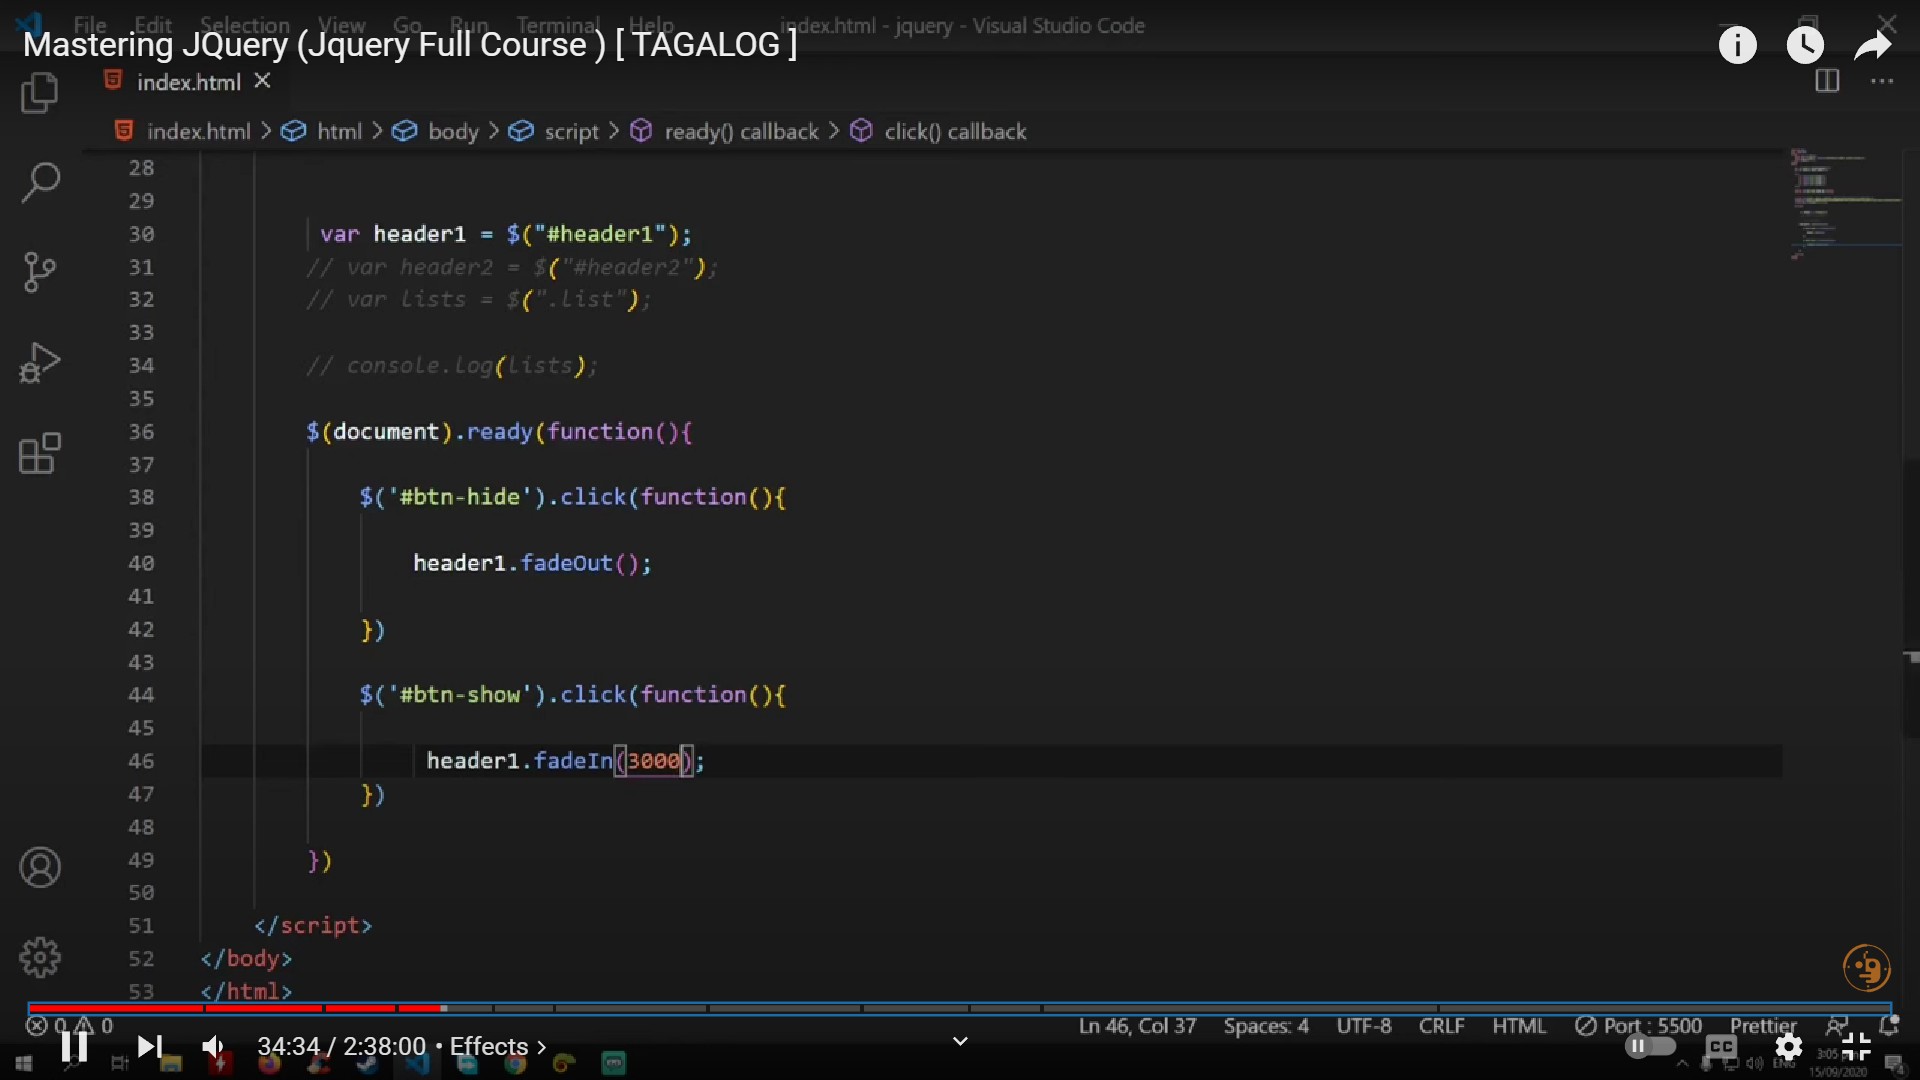 File Edit Selection View Go Run Terminal Help index.html - jquery - Visual Studio Code
Mastering JQuery (Jquery Full Course ) [ TAGALOG ]
index.html
index.html > html > body > script > ready() callback > click() callback
28
29
30 var header1 = $("#header1");
31 // var header2 = $("#header2");
32 // var lists = $(".list");
33
34 // console.log(lists);
35
36 $(document).ready(function(){
37
38 $('#btn-hide').click(function(){
39
40 header1.fadeOut();
41
42 })
43
44 $('#btn-show').click(function(){
45
46 header1.fadeIn(3000);
47 })
48
49 })
50
51 </script>
52 </body>
53 </html>
0 0 Ln 46, Col 37 Spaces: 4 UTF-8 CRLF HTML Port : 5500 Prettier
34:34 / 2:38:00 • Effects >
CC
ENG
15/09/2020